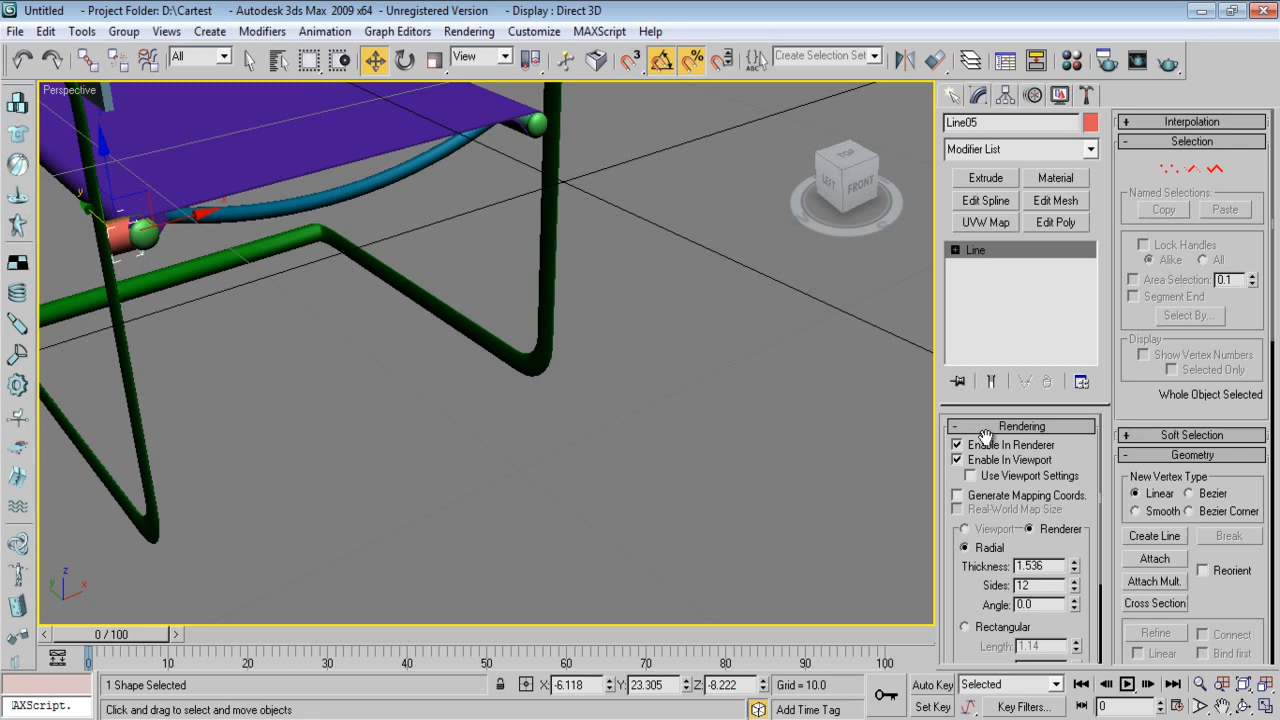 Untitled - Project Folder: D:\Cartest - Autodesk 3ds Max 2009 x64 - Unregistered Version - Display : Direct 3D
File Edit Tools Group Views Create Modifiers Animation Graph Editors Rendering Customize MAXScript Help
All View Create Selection Set
Perspective
TOP
LEFT FRONT
z
y x
Line05
Modifier List
Extrude Material
Edit Spline Edit Mesh
UVW Map Edit Poly
Line
- Rendering
Enable In Renderer
Enable In Viewport
Use Viewport Settings
Generate Mapping Coords.
Real-World Map Size
Viewport Renderer
Radial
Thickness: 1.536
Sides: 12
Angle: 0.0
Rectangular
Length: 1.14
+ Interpolation
- Selection
Named Selections:
Copy Paste
Lock Handles
Alike All
Area Selection: 0.1
Segment End
Select By...
Display
Show Vertex Numbers
Selected Only
Whole Object Selected
+ Soft Selection
- Geometry
New Vertex Type
Linear Bezier
Smooth Bezier Corner
Create Line Break
Attach
Reorient
Attach Mult.
Cross Section
Refine Connect
Linear Bind first
< 0 / 100 >
0 10 20 30 40 50 60 70 80 90 100
1 Shape Selected X: -6.118 Y: 23.305 Z: -8.222 Grid = 10.0 Auto Key Selected
AXScript. Click and drag to select and move objects Add Time Tag Set Key Key Filters... 0